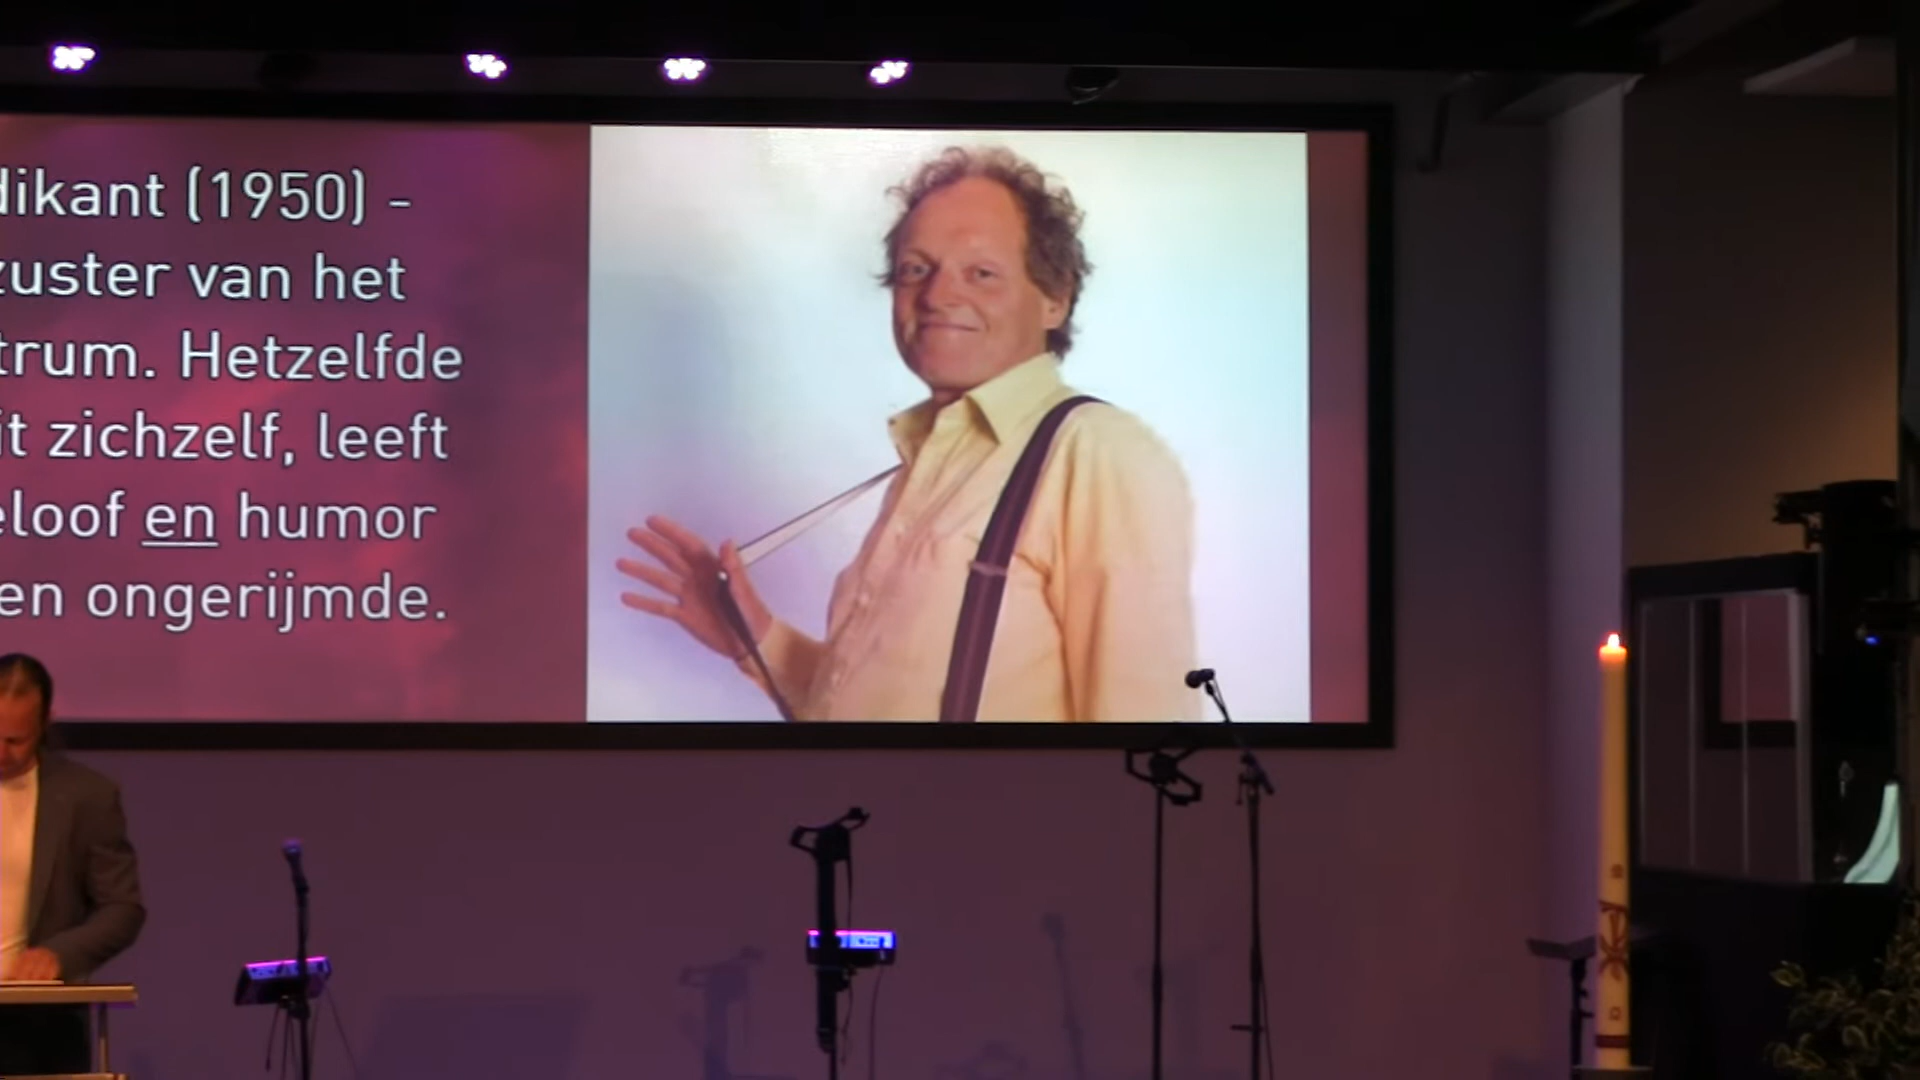 dikant (1950) -
zuster van het
trum. Hetzelfde
it zichzelf, leeft
eloof en humor
en ongerijmde.